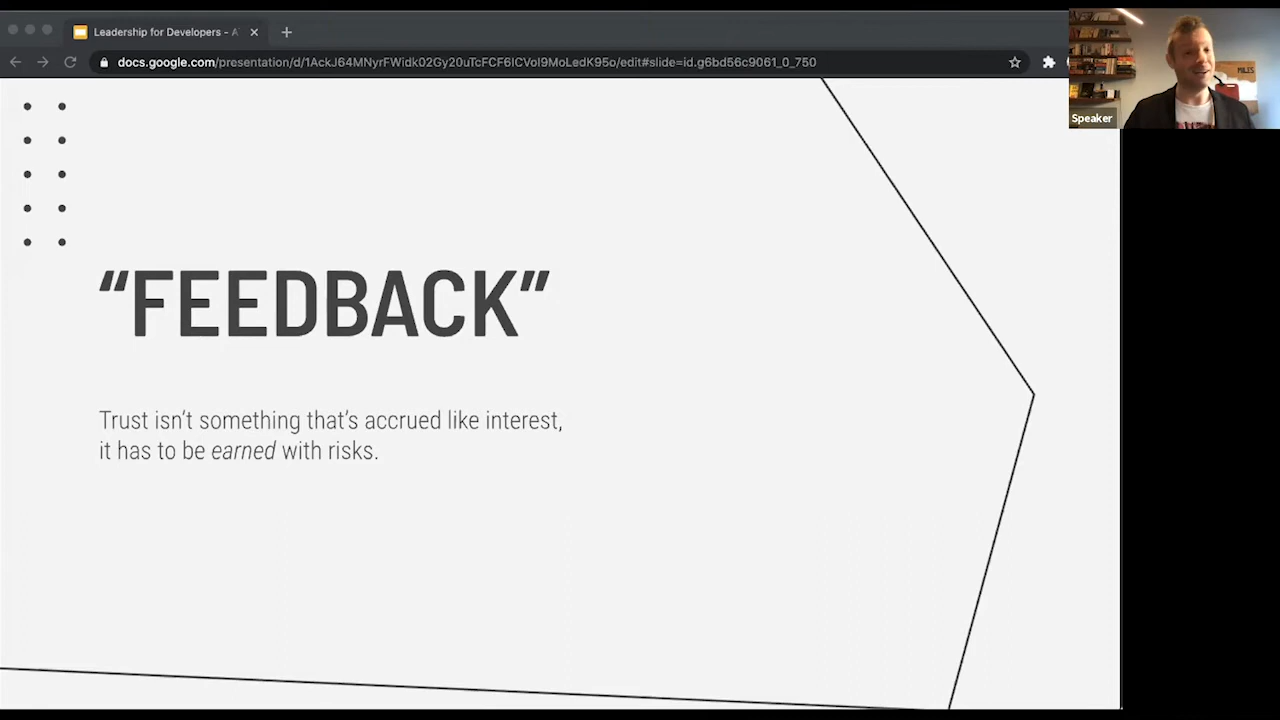 Leadership for Developers - A
docs.google.com/presentation/d/1AckJ64MNyrFWidk02Gy20uTcFCF6lCVol9MoLedK95o/edit#slide=id.g6bd56c9061_0_750
MILES
Speaker
“FEEDBACK”
Trust isn’t something that’s accrued like interest,
it has to be earned with risks.